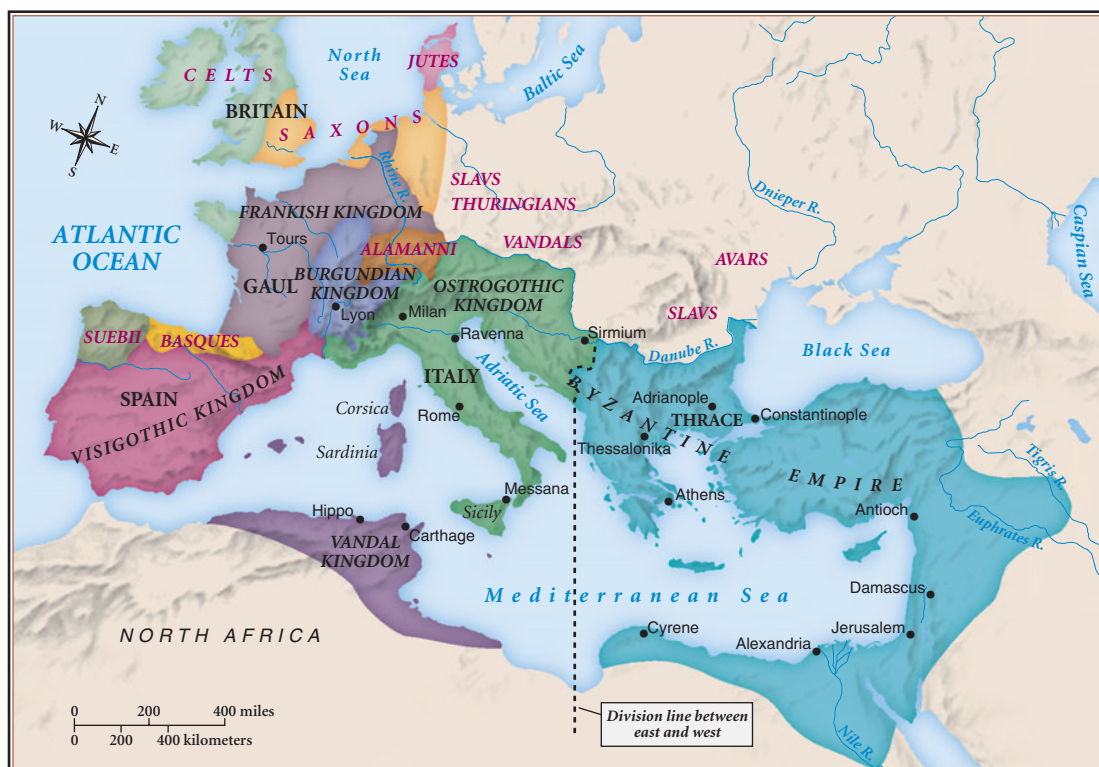 North
Sea
Baltic Sea
JUTES
CELTS
BRITAIN
SAXONS
N
W
E
S
Rhine R.
SLAVS
THURINGIANS
VANDALS
Dnieper R.
Caspian Sea
ATLANTIC
OCEAN
FRANKISH KINGDOM
Tours
ALAMANNI
AVARS
GAUL
BURGUNDIAN
KINGDOM
Lyon
OSTROGOTHIC
KINGDOM
Milan
SLAVS
SUEBII
BASQUES
Ravenna
Sirmium
Danube R.
Black Sea
SPAIN
VISIGOTHIC KINGDOM
ITALY
Adriatic Sea
Corsica
Rome
Sardinia
BYZANTINE
EMPIRE
Adrianople
THRACE
Constantinople
Thessalonika
Tigris R.
Messana
Sicily
Athens
Antioch
Euphrates R.
Hippo
Carthage
VANDAL
KINGDOM
Mediterranean Sea
Damascus
NORTH AFRICA
Cyrene
Alexandria
Jerusalem
0 200 400 miles
0 200 400 kilometers
Division line between
east and west
Nile R.